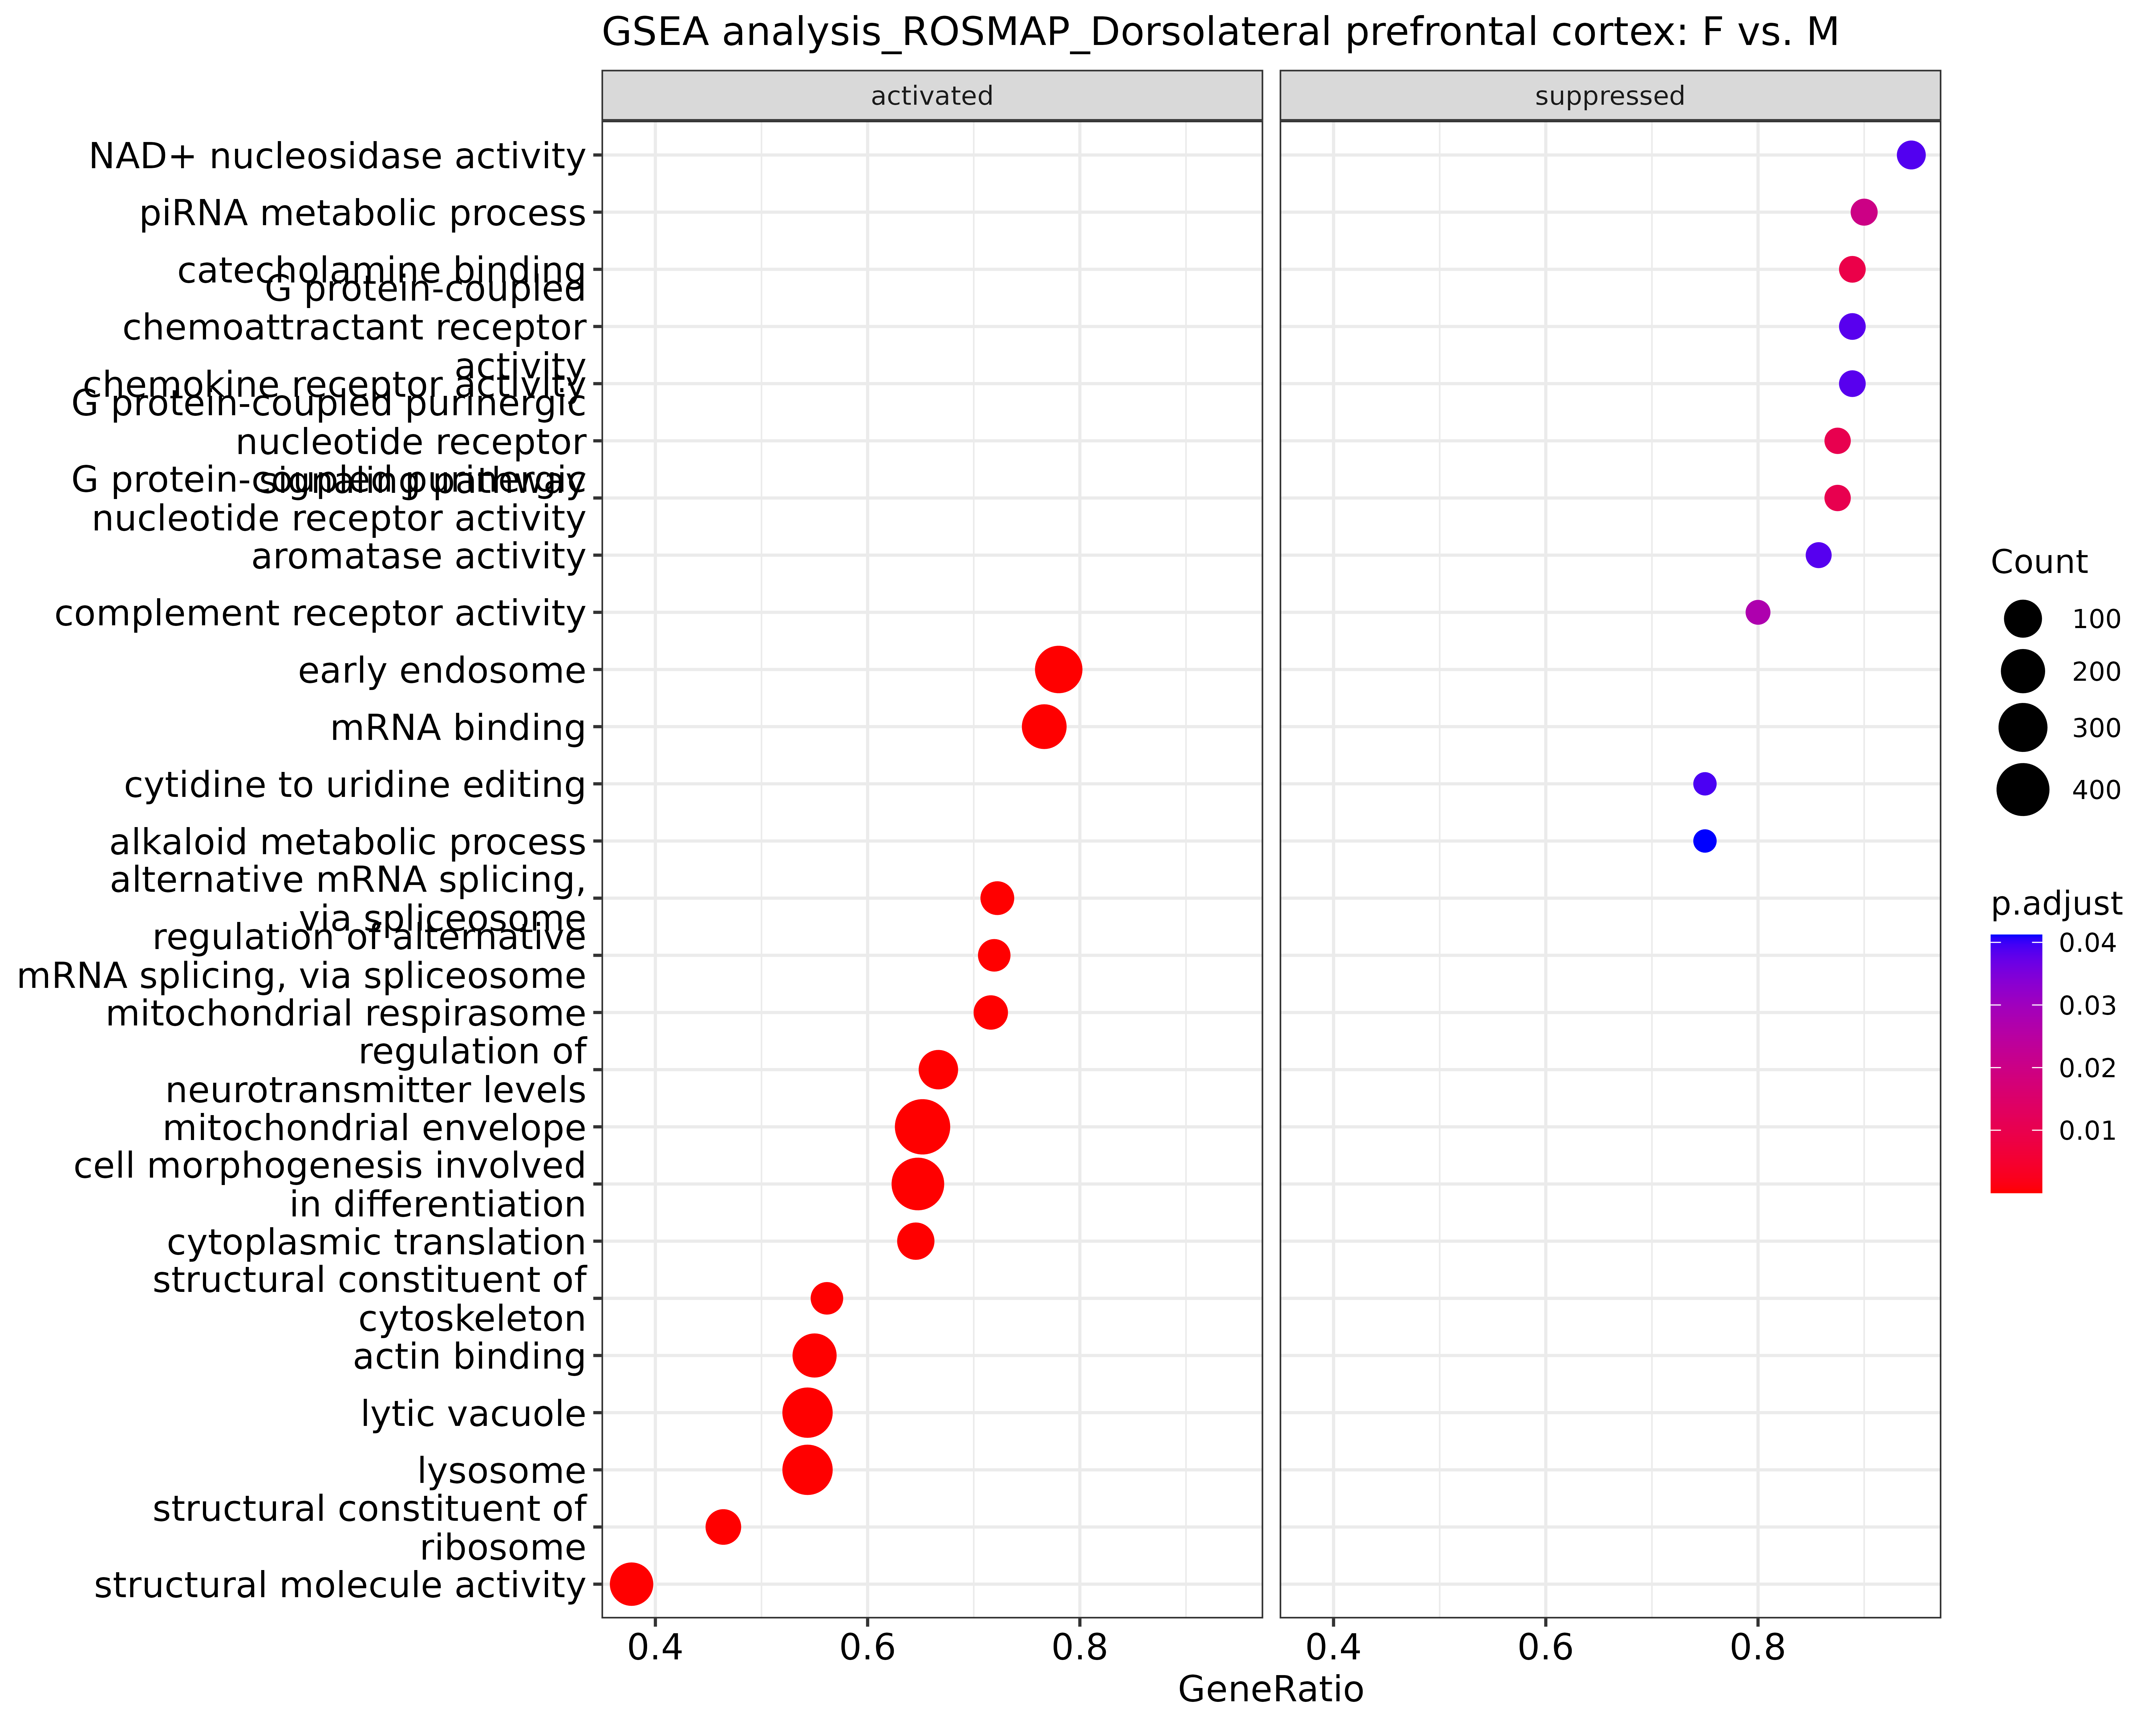 GSEA analysis_ROSMAP_Dorsolateral prefrontal cortex: F vs. M
activated
suppressed
NAD+ nucleosidase activity
piRNA metabolic process
catecholamine binding
G protein-coupled
chemoattractant receptor
activity
chemokine receptor activity
G protein-coupled purinergic
nucleotide receptor
signaling pathway
G protein-coupled purinergic
nucleotide receptor activity
aromatase activity
complement receptor activity
early endosome
mRNA binding
cytidine to uridine editing
alkaloid metabolic process
alternative mRNA splicing,
via spliceosome
regulation of alternative
mRNA splicing, via spliceosome
mitochondrial respirasome
regulation of
neurotransmitter levels
mitochondrial envelope
cell morphogenesis involved
in differentiation
cytoplasmic translation
structural constituent of
cytoskeleton
actin binding
lytic vacuole
lysosome
structural constituent of
ribosome
structural molecule activity
0.4
0.6
0.8
0.4
0.6
0.8
GeneRatio
Count
100
200
300
400
p.adjust
0.04
0.03
0.02
0.01